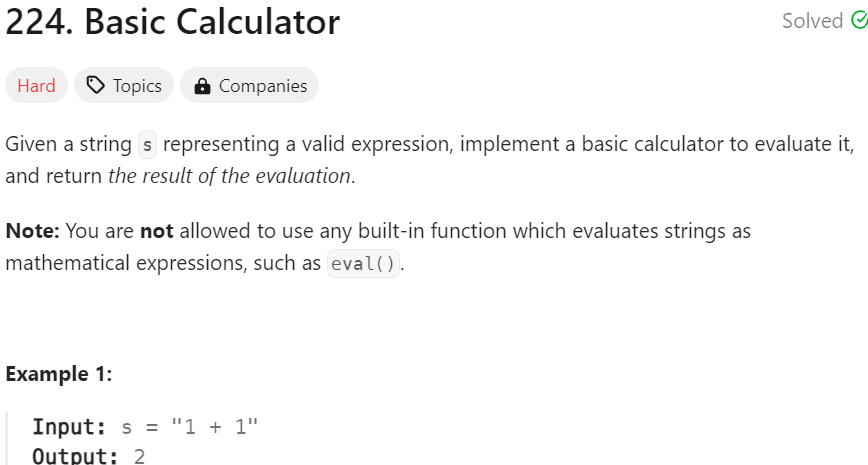 224. Basic Calculator
Solved
Hard Topics Companies
Given a string s representing a valid expression, implement a basic calculator to evaluate it,
and return the result of the evaluation.
Note: You are not allowed to use any built-in function which evaluates strings as
mathematical expressions, such as eval().
Example 1:
Input: s = "1 + 1"
Output: 2